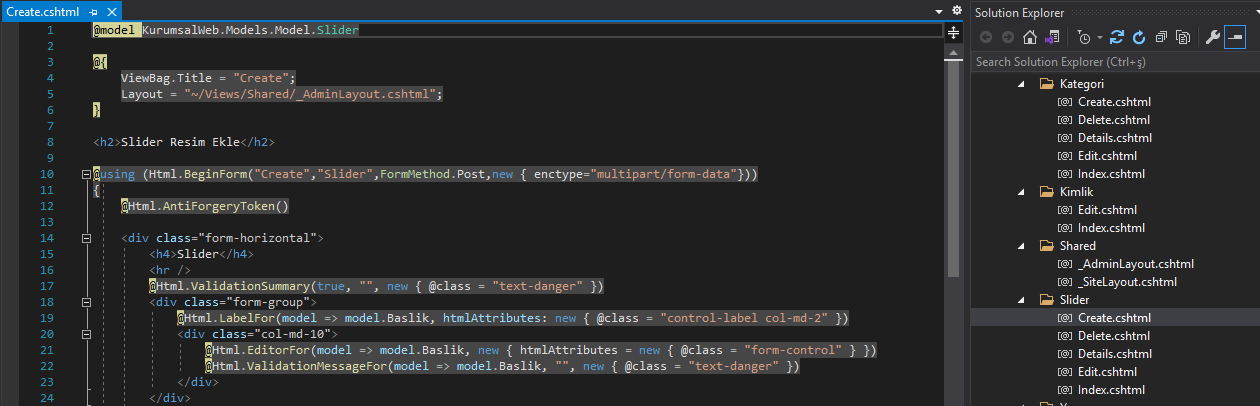 Create.cshtml
1 @model KurumsalWeb.Models.Model.Slider
2
3 @{
4 ViewBag.Title = "Create";
5 Layout = "~/Views/Shared/_AdminLayout.cshtml";
6 }
7
8 <h2>Slider Resim Ekle</h2>
9
10 @using (Html.BeginForm("Create","Slider",FormMethod.Post,new { enctype="multipart/form-data"}))
11 {
12 @Html.AntiForgeryToken()
13
14 <div class="form-horizontal">
15 <h4>Slider</h4>
16 <hr />
17 @Html.ValidationSummary(true, "", new { @class = "text-danger" })
18 <div class="form-group">
19 @Html.LabelFor(model => model.Baslik, htmlAttributes: new { @class = "control-label col-md-2" })
20 <div class="col-md-10">
21 @Html.EditorFor(model => model.Baslik, new { htmlAttributes = new { @class = "form-control" } })
22 @Html.ValidationMessageFor(model => model.Baslik, "", new { @class = "text-danger" })
23 </div>
24 </div>
Solution Explorer
Search Solution Explorer (Ctrl+ş)
Kategori
[@] Create.cshtml
[@] Delete.cshtml
[@] Details.cshtml
[@] Edit.cshtml
[@] Index.cshtml
Kimlik
[@] Edit.cshtml
[@] Index.cshtml
Shared
[@] _AdminLayout.cshtml
[@] _SiteLayout.cshtml
Slider
[@] Create.cshtml
[@] Delete.cshtml
[@] Details.cshtml
[@] Edit.cshtml
[@] Index.cshtml